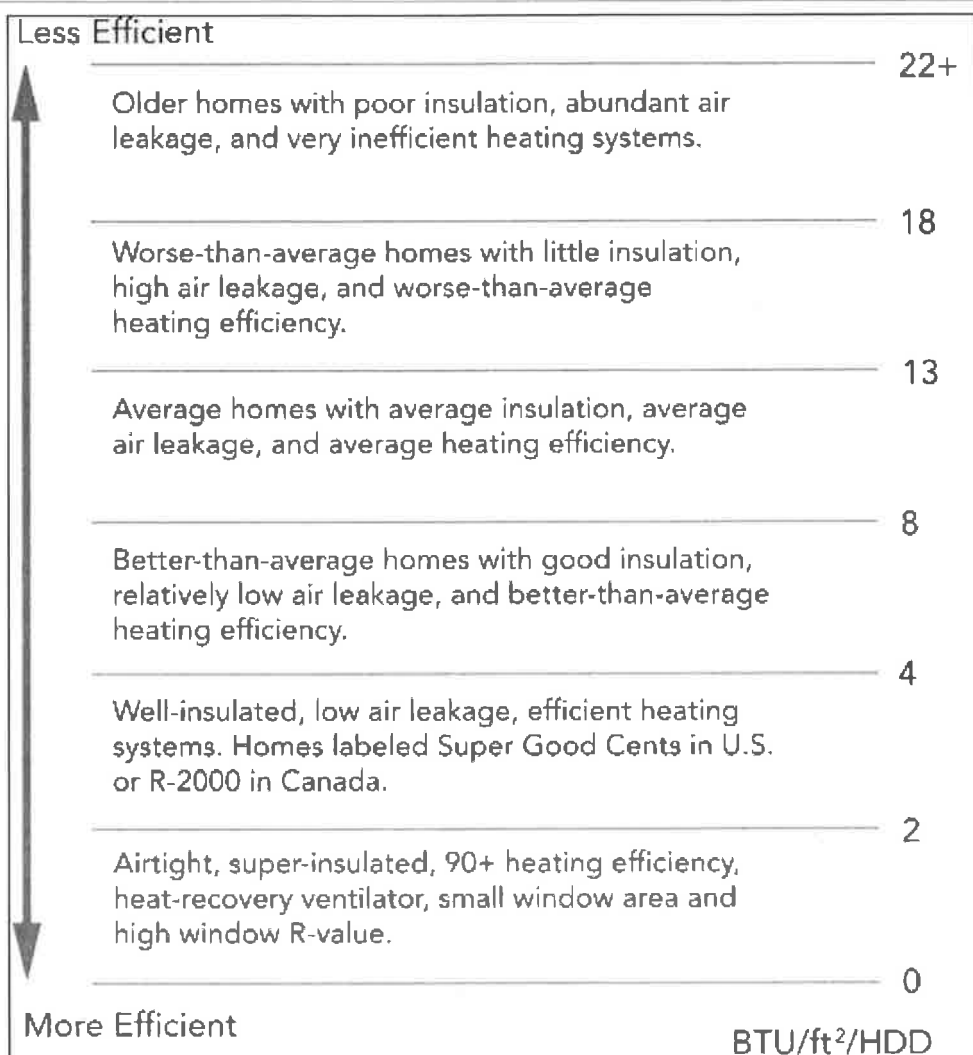 Less Efficient
22+
Older homes with poor insulation, abundant air
leakage, and very inefficient heating systems.
18
Worse-than-average homes with little insulation,
high air leakage, and worse-than-average
heating efficiency.
13
Average homes with average insulation, average
air leakage, and average heating efficiency.
8
Better-than-average homes with good insulation,
relatively low air leakage, and better-than-average
heating efficiency.
4
Well-insulated, low air leakage, efficient heating
systems. Homes labeled Super Good Cents in U.S.
or R-2000 in Canada.
2
Airtight, super-insulated, 90+ heating efficiency,
heat-recovery ventilator, small window area and
high window R-value.
0
More Efficient
BTU/ft²/HDD